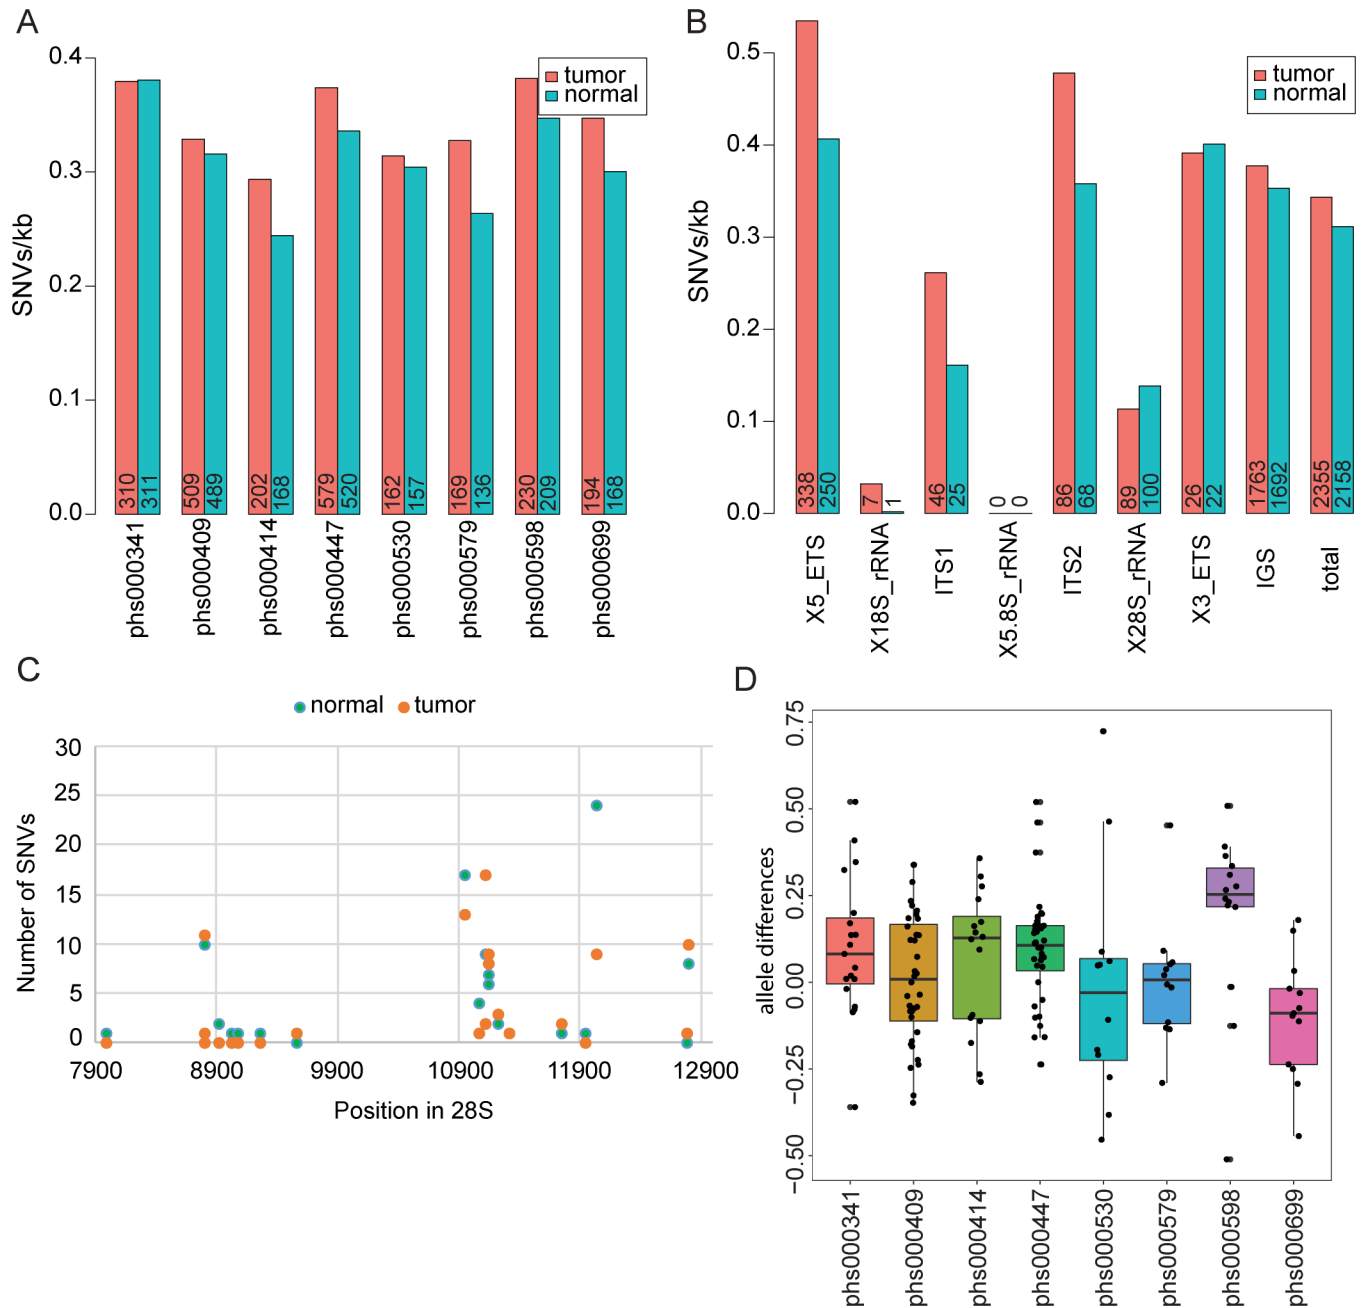 A
SNVs/kb
0.4
0.3
0.2
0.1
0.0
tumor
normal
310
311
509
489
202
168
579
520
162
157
169
136
230
209
194
168
phs000341
phs000409
phs000414
phs000447
phs000530
phs000579
phs000598
phs000699
B
SNVs/kb
0.5
0.4
0.3
0.2
0.1
0.0
tumor
normal
338
250
7
1
46
25
0
0
86
68
89
100
26
22
1763
1692
2355
2158
X5_ETS
X18S_rRNA
ITS1
X5.8S_rRNA
ITS2
X28S_rRNA
X3_ETS
IGS
total
C
normal tumor
Number of SNVs
30
25
20
15
10
5
0
7900 8900 9900 10900 11900 12900
Position in 28S
D
allele differences
0.75
0.50
0.25
0.00
−0.25
−0.50
phs000341
phs000409
phs000414
phs000447
phs000530
phs000579
phs000598
phs000699